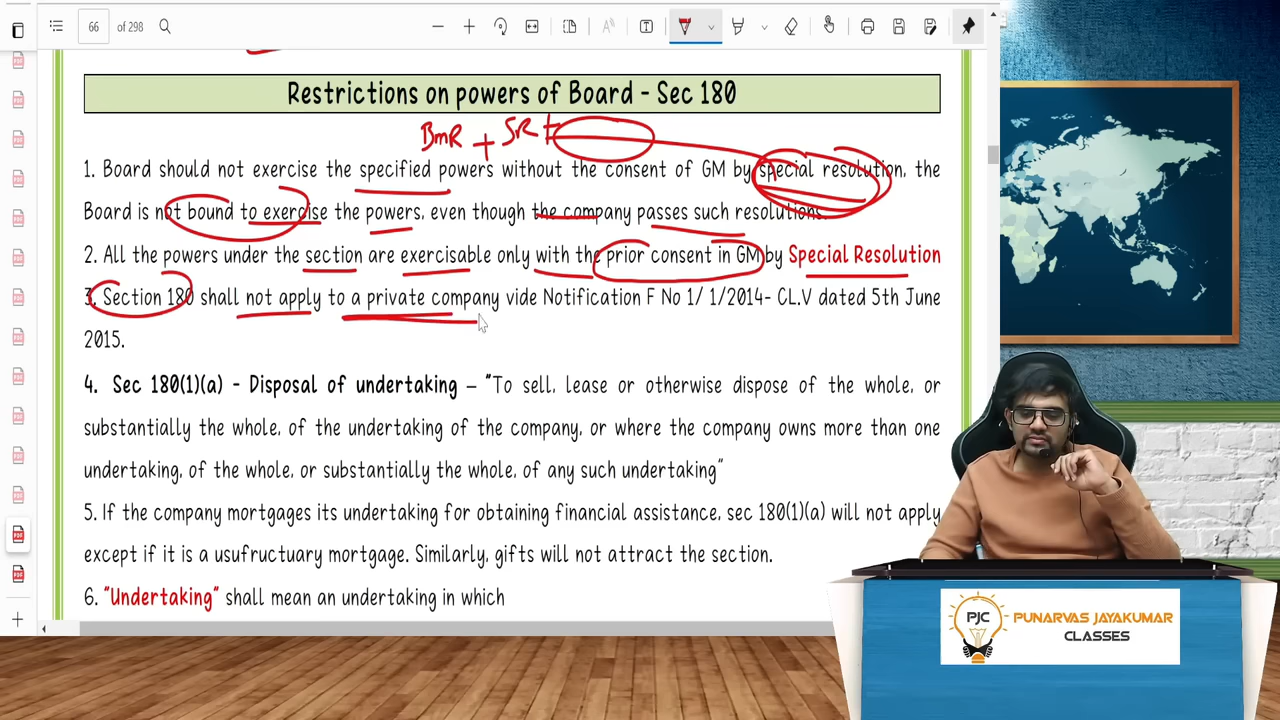 66 of 298
Restrictions on powers of Board - Sec 180
BMR + SR +
1. Board should not exercise the specified powers without the consent of GM by special resolution, the
Board is not bound to exercise the powers, even though the company passes such resolutions.
2. All the powers under the section are exercisable only with the prior consent in GM by Special Resolution
3. Section 180 shall not apply to a private company vide Notification F No 1/ 1/2014- CL.V dated 5th June
2015.
4. Sec 180(1)(a) - Disposal of undertaking – "To sell, lease or otherwise dispose of the whole, or
substantially the whole, of the undertaking of the company, or where the company owns more than one
undertaking, of the whole, or substantially the whole, of any such undertaking"
5. If the company mortgages its undertaking for obtaining financial assistance, sec 180(1)(a) will not apply
except if it is a usufructuary mortgage. Similarly, gifts will not attract the section.
6. "Undertaking" shall mean an undertaking in which
PJC
PUNARVAS JAYAKUMAR
CLASSES